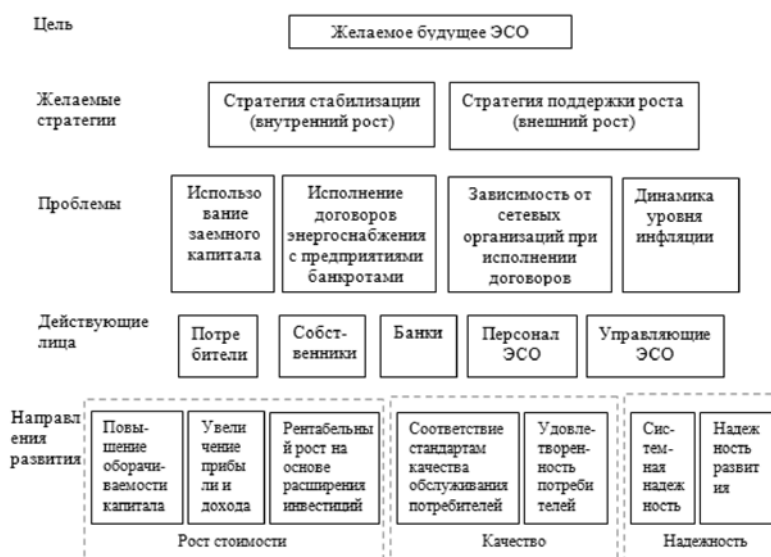 Цель
Желаемое будущее ЭСО
Желаемые
стратегии
Стратегия стабилизации
(внутренний рост)
Стратегия поддержки роста
(внешний рост)
Проблемы
Использо
вание
заемного
капитала
Исполнение
договоров
энергоснабжения
с предприятиями
банкротами
Зависимость от
сетевых
организаций при
исполнении
договоров
Динамика
уровня
инфляции
Действующие
лица
Потре
бители
Собст-
венники
Банки
Персонал
ЭСО
Управляющие
ЭСО
Направл
ения
развития
Повы-
шение
оборачи-
ваемости
капитала
Увели
чение
прибы
ли и
дохода
Рентабельны
й рост на
основе
расширения
инвестиций
Соответствие
стандартам
качества
обслуживания
потребителей
Удовле-
творен-
ность
потреби
телей
Сис-
тем-ная
надеж
ность
Надеж
ность
развит
ия
Рост стоимости
Качество
Надежность